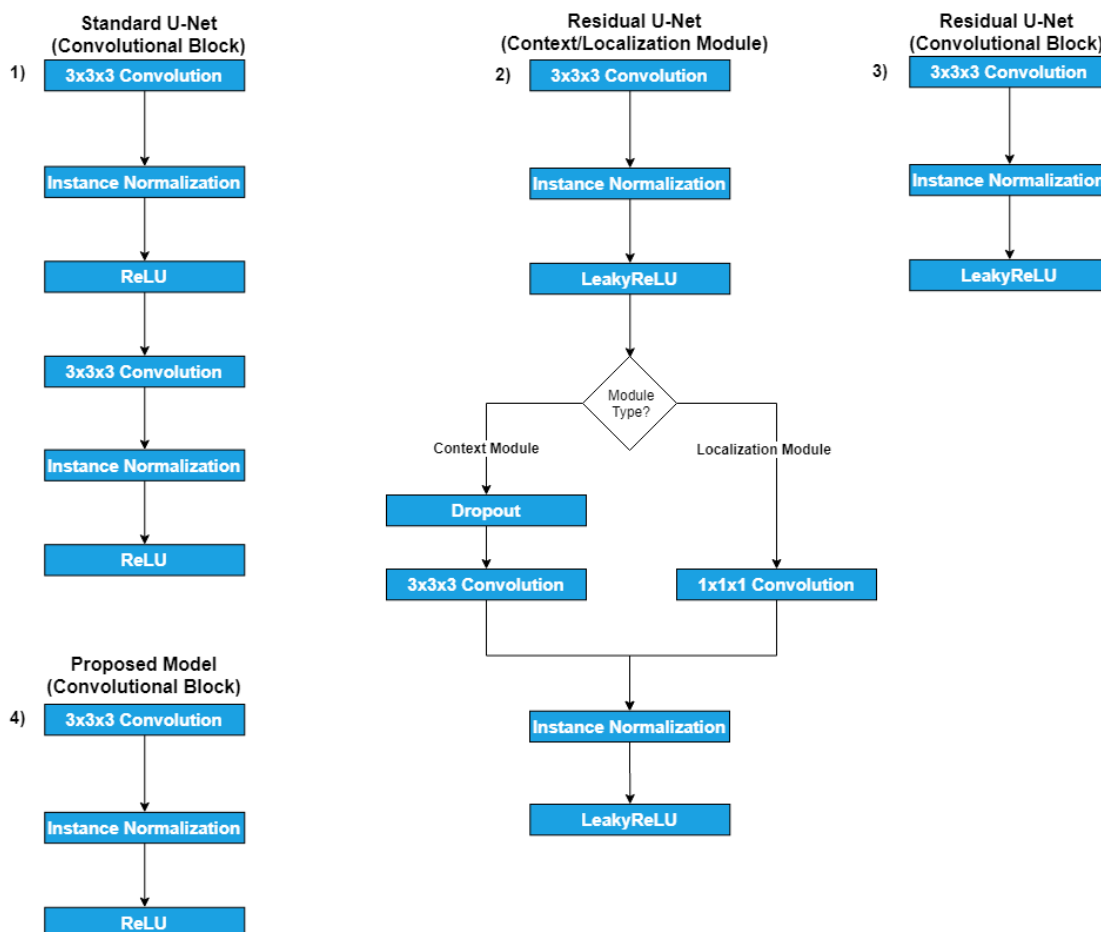 Standard U-Net
(Convolutional Block)
1)
3x3x3 Convolution
Instance Normalization
ReLU
3x3x3 Convolution
Instance Normalization
ReLU
Residual U-Net
(Context/Localization Module)
2)
3x3x3 Convolution
Instance Normalization
LeakyReLU
Module
Type?
Context Module
Localization Module
Dropout
3x3x3 Convolution
1x1x1 Convolution
Instance Normalization
LeakyReLU
Residual U-Net
(Convolutional Block)
3)
3x3x3 Convolution
Instance Normalization
LeakyReLU
Proposed Model
(Convolutional Block)
4)
3x3x3 Convolution
Instance Normalization
ReLU